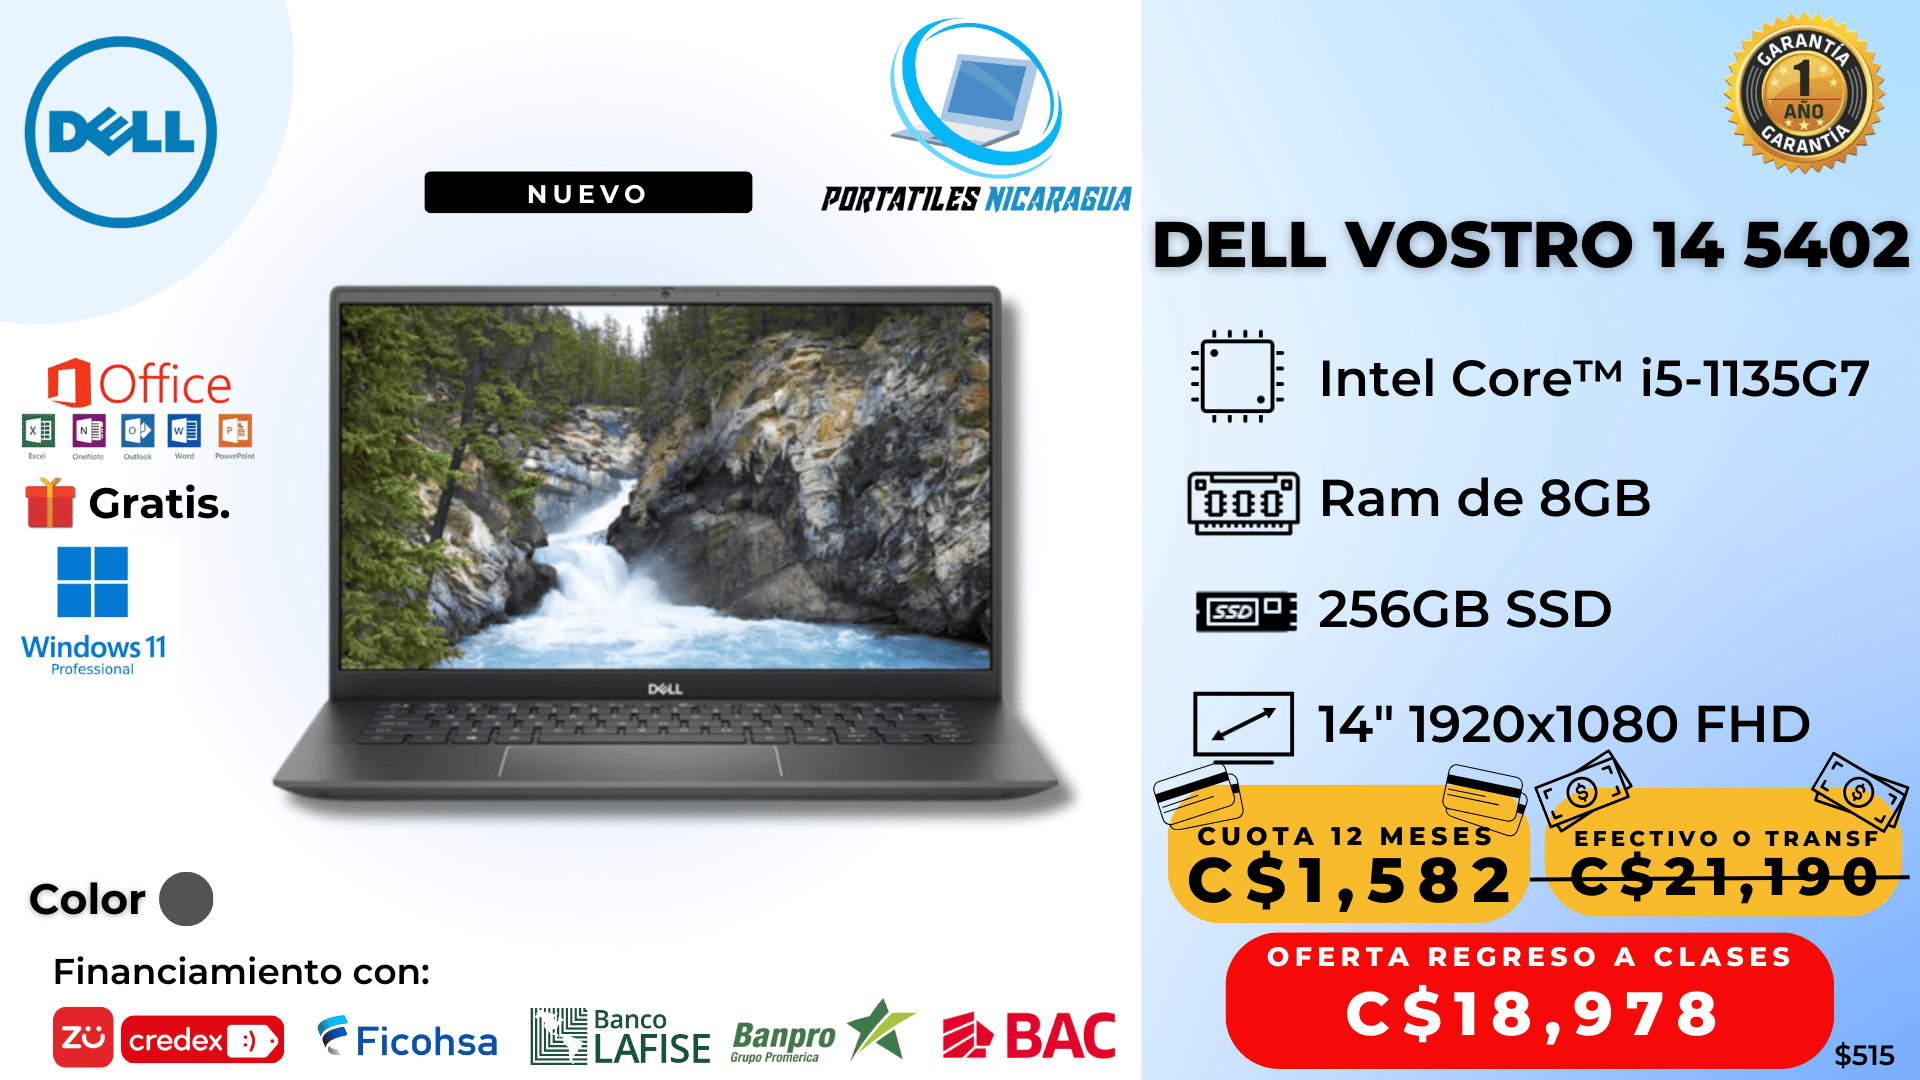 DELL
NUEVO
PORTATILES NICARAGUA
GARANTÍA
1
AÑO
GARANTÍA
Office
Excel
OneNote
Outlook
Word
PowerPoint
Gratis.
Windows 11
Professional
DELL
Color
Financiamiento con:
zü
credex
Ficohsa
Banco
LAFISE
Banpro
Grupo Promerica
BAC
DELL VOSTRO 14 5402
Intel Core™ i5-1135G7
Ram de 8GB
SSD
256GB SSD
14" 1920x1080 FHD
CUOTA 12 MESES
C$1,582
EFECTIVO O TRANSF
C$21,190
OFERTA REGRESO A CLASES
C$18,978
$515